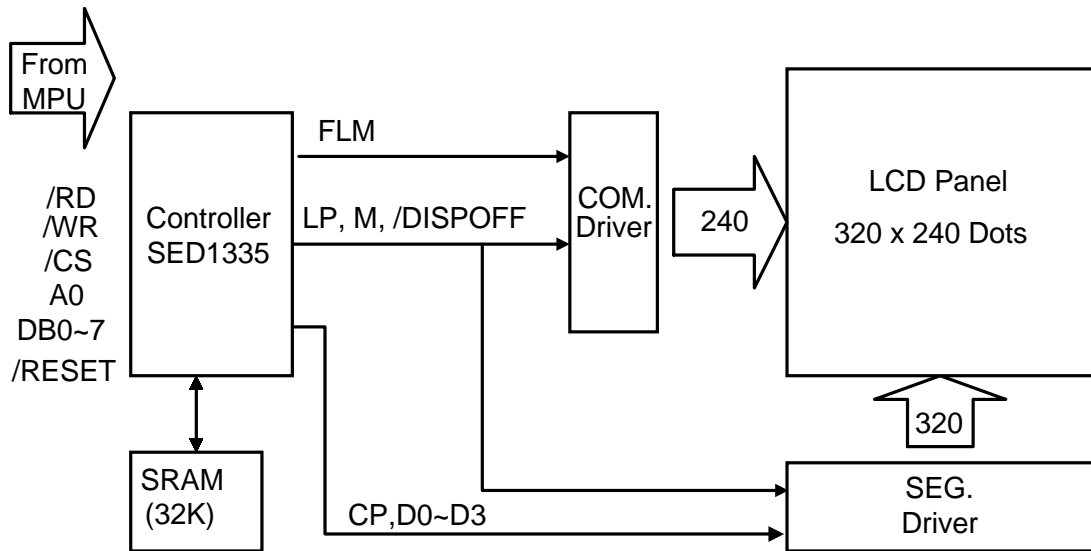 From
MPU
/RD
/WR
/CS
A0
DB0~7
/RESET
Controller
SED1335
SRAM
(32K)
FLM
LP, M, /DISPOFF
CP,D0~D3
COM.
Driver
240
LCD Panel
320 x 240 Dots
320
SEG.
Driver